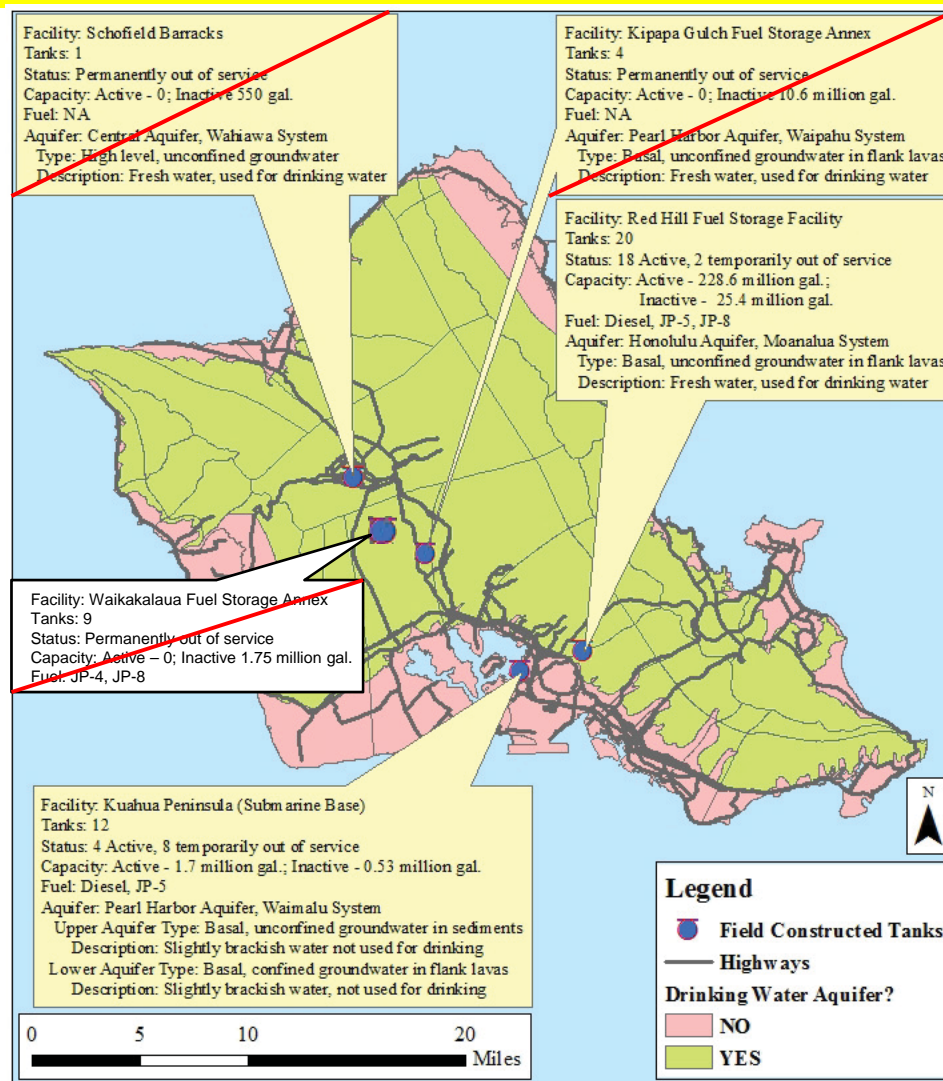 Facility: Schofield Barracks
Tanks: 1
Status: Permanently out of service
Capacity: Active - 0; Inactive 550 gal.
Fuel: NA
Aquifer: Central Aquifer, Wahiawa System
Type: High level, unconfined groundwater
Description: Fresh water, used for drinking water
Facility: Kipapa Gulch Fuel Storage Annex
Tanks: 4
Status: Permanently out of service
Capacity: Active - 0; Inactive 10.6 million gal.
Fuel: NA
Aquifer: Pearl Harbor Aquifer, Waipahu System
Type: Basal, unconfined groundwater in flank lavas
Description: Fresh water, used for drinking water
Facility: Red Hill Fuel Storage Facility
Tanks: 20
Status: 18 Active, 2 temporarily out of service
Capacity: Active - 228.6 million gal.;
Inactive - 25.4 million gal.
Fuel: Diesel, JP-5, JP-8
Aquifer: Honolulu Aquifer, Moanalua System
Type: Basal, unconfined groundwater in flank lavas
Description: Fresh water, used for drinking water
Facility: Waikakalaua Fuel Storage Annex
Tanks: 9
Status: Permanently out of service
Capacity: Active – 0; Inactive 1.75 million gal.
Fuel: JP-4, JP-8
Facility: Kuahua Peninsula (Submarine Base)
Tanks: 12
Status: 4 Active, 8 temporarily out of service
Capacity: Active - 1.7 million gal.; Inactive - 0.53 million gal.
Fuel: Diesel, JP-5
Aquifer: Pearl Harbor Aquifer, Waimalu System
Upper Aquifer Type: Basal, unconfined groundwater in sediments
Description: Slightly brackish water not used for drinking
Lower Aquifer Type: Basal, confined groundwater in flank lavas
Description: Slightly brackish water, not used for drinking
N
Legend
Field Constructed Tanks
Highways
Drinking Water Aquifer?
NO
YES
0 5 10 20
Miles